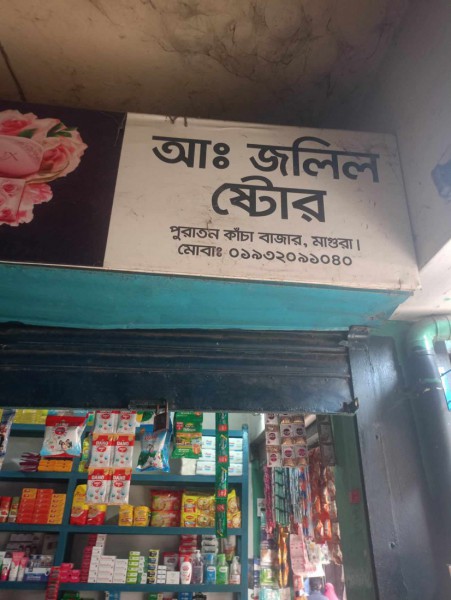 আঃ জলিল
ষ্টোর
পুরাতন কাঁচা বাজার, মাগুরা।
মোবাঃ ০১৯৩২০৯১০৪০